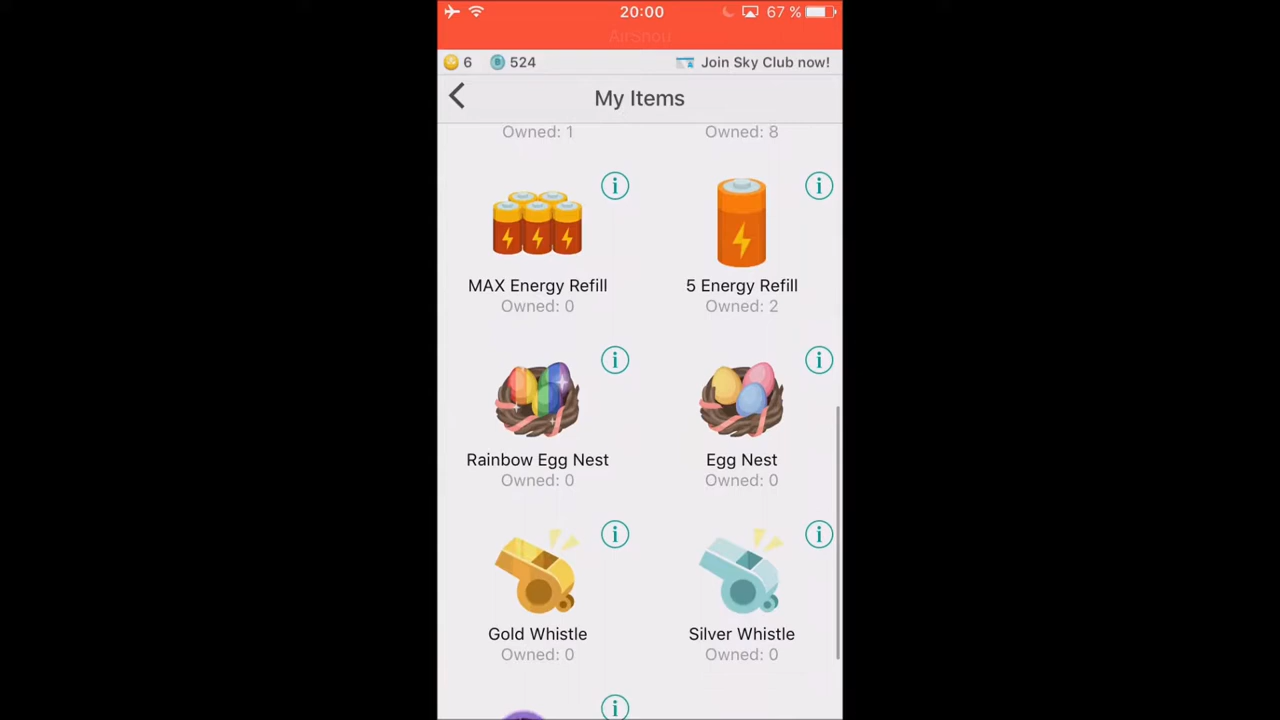 20:00
67 %
AirShou
6
524
Join Sky Club now!
My Items
Owned: 1
Owned: 8
MAX Energy Refill
Owned: 0
5 Energy Refill
Owned: 2
Rainbow Egg Nest
Owned: 0
Egg Nest
Owned: 0
Gold Whistle
Owned: 0
Silver Whistle
Owned: 0